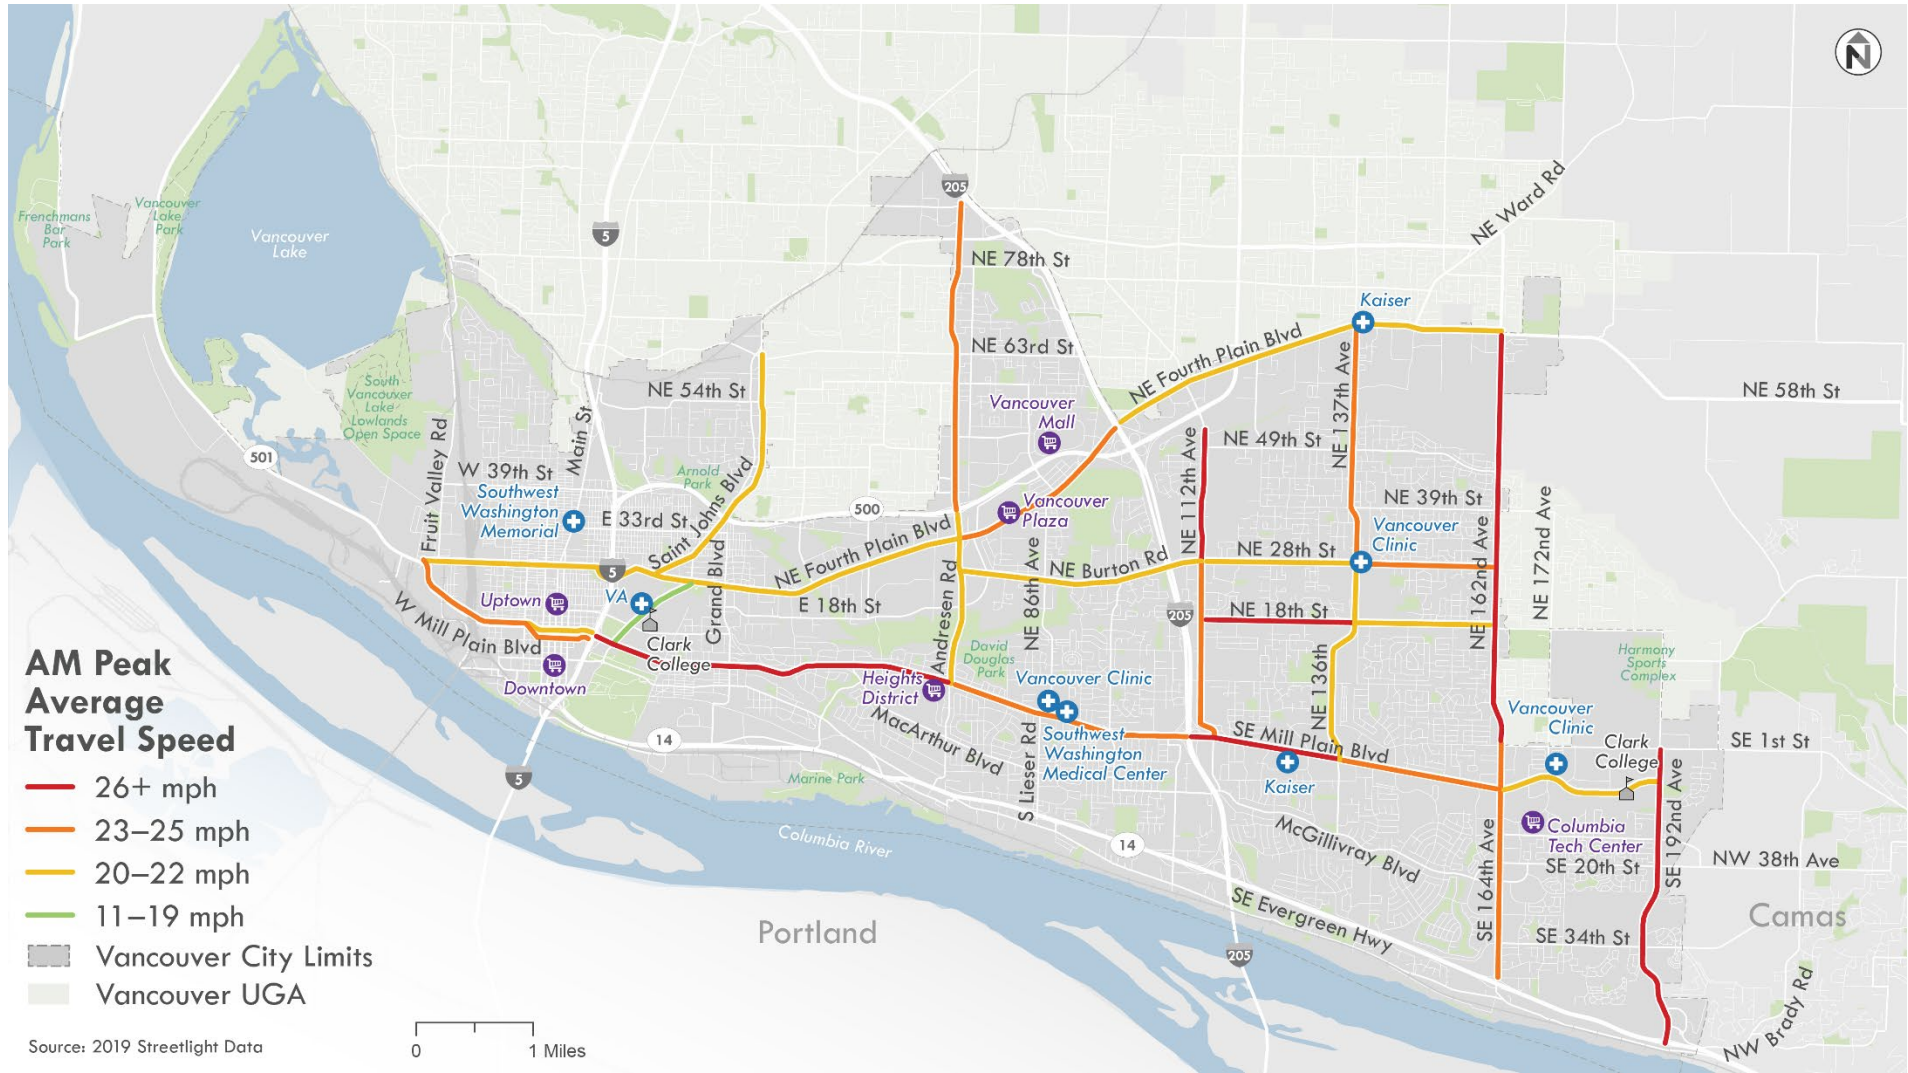 N
NE Ward Rd
205
Frenchmans
Bar
Park
Vancouver
Lake
Park
Vancouver
Lake
5
NE 78th St
Kaiser
NE 63rd St
NE Fourth Plain Blvd
NE 137th Ave
South
Vancouver
Lake
Lowlands
Open Space
NE 54th St
NE 58th St
Vancouver
Mall
Main St
Fruit Valley Rd
NE 112th Ave
NE 49th St
501
W 39th St
Arnold
Park
Saint Johns Blvd
Southwest
Washington
Memorial
E 33rd St
500
Vancouver
Plaza
NE 39th St
NE 172nd Ave
NE 162nd Ave
Vancouver
Clinic
NE Fourth Plain Blvd
NE 86th Ave
NE Burton Rd
NE 28th St
5
Grand Blvd
Uptown
VA
E 18th St
Andresen Rd
205
NE 18th St
W Mill Plain Blvd
Clark
College
David
Douglas
Park
NE 136th
Harmony
Sports
Complex
Downtown
Heights
District
Vancouver Clinic
MacArthur Blvd
S Lieser Rd
Southwest
Washington
Medical Center
SE Mill Plain Blvd
Kaiser
Vancouver
Clinic
Clark
College
SE 1st St
14
5
Marine Park
SE 192nd Ave
Columbia River
14
McGillivray Blvd
SE 164th Ave
Columbia
Tech Center
SE 20th St
NW 38th Ave
SE Evergreen Hwy
Portland
Camas
SE 34th St
205
NW Brady Rd
AM Peak
Average
Travel Speed
26+ mph
23–25 mph
20–22 mph
11–19 mph
Vancouver City Limits
Vancouver UGA
Source: 2019 Streetlight Data
0 1 Miles